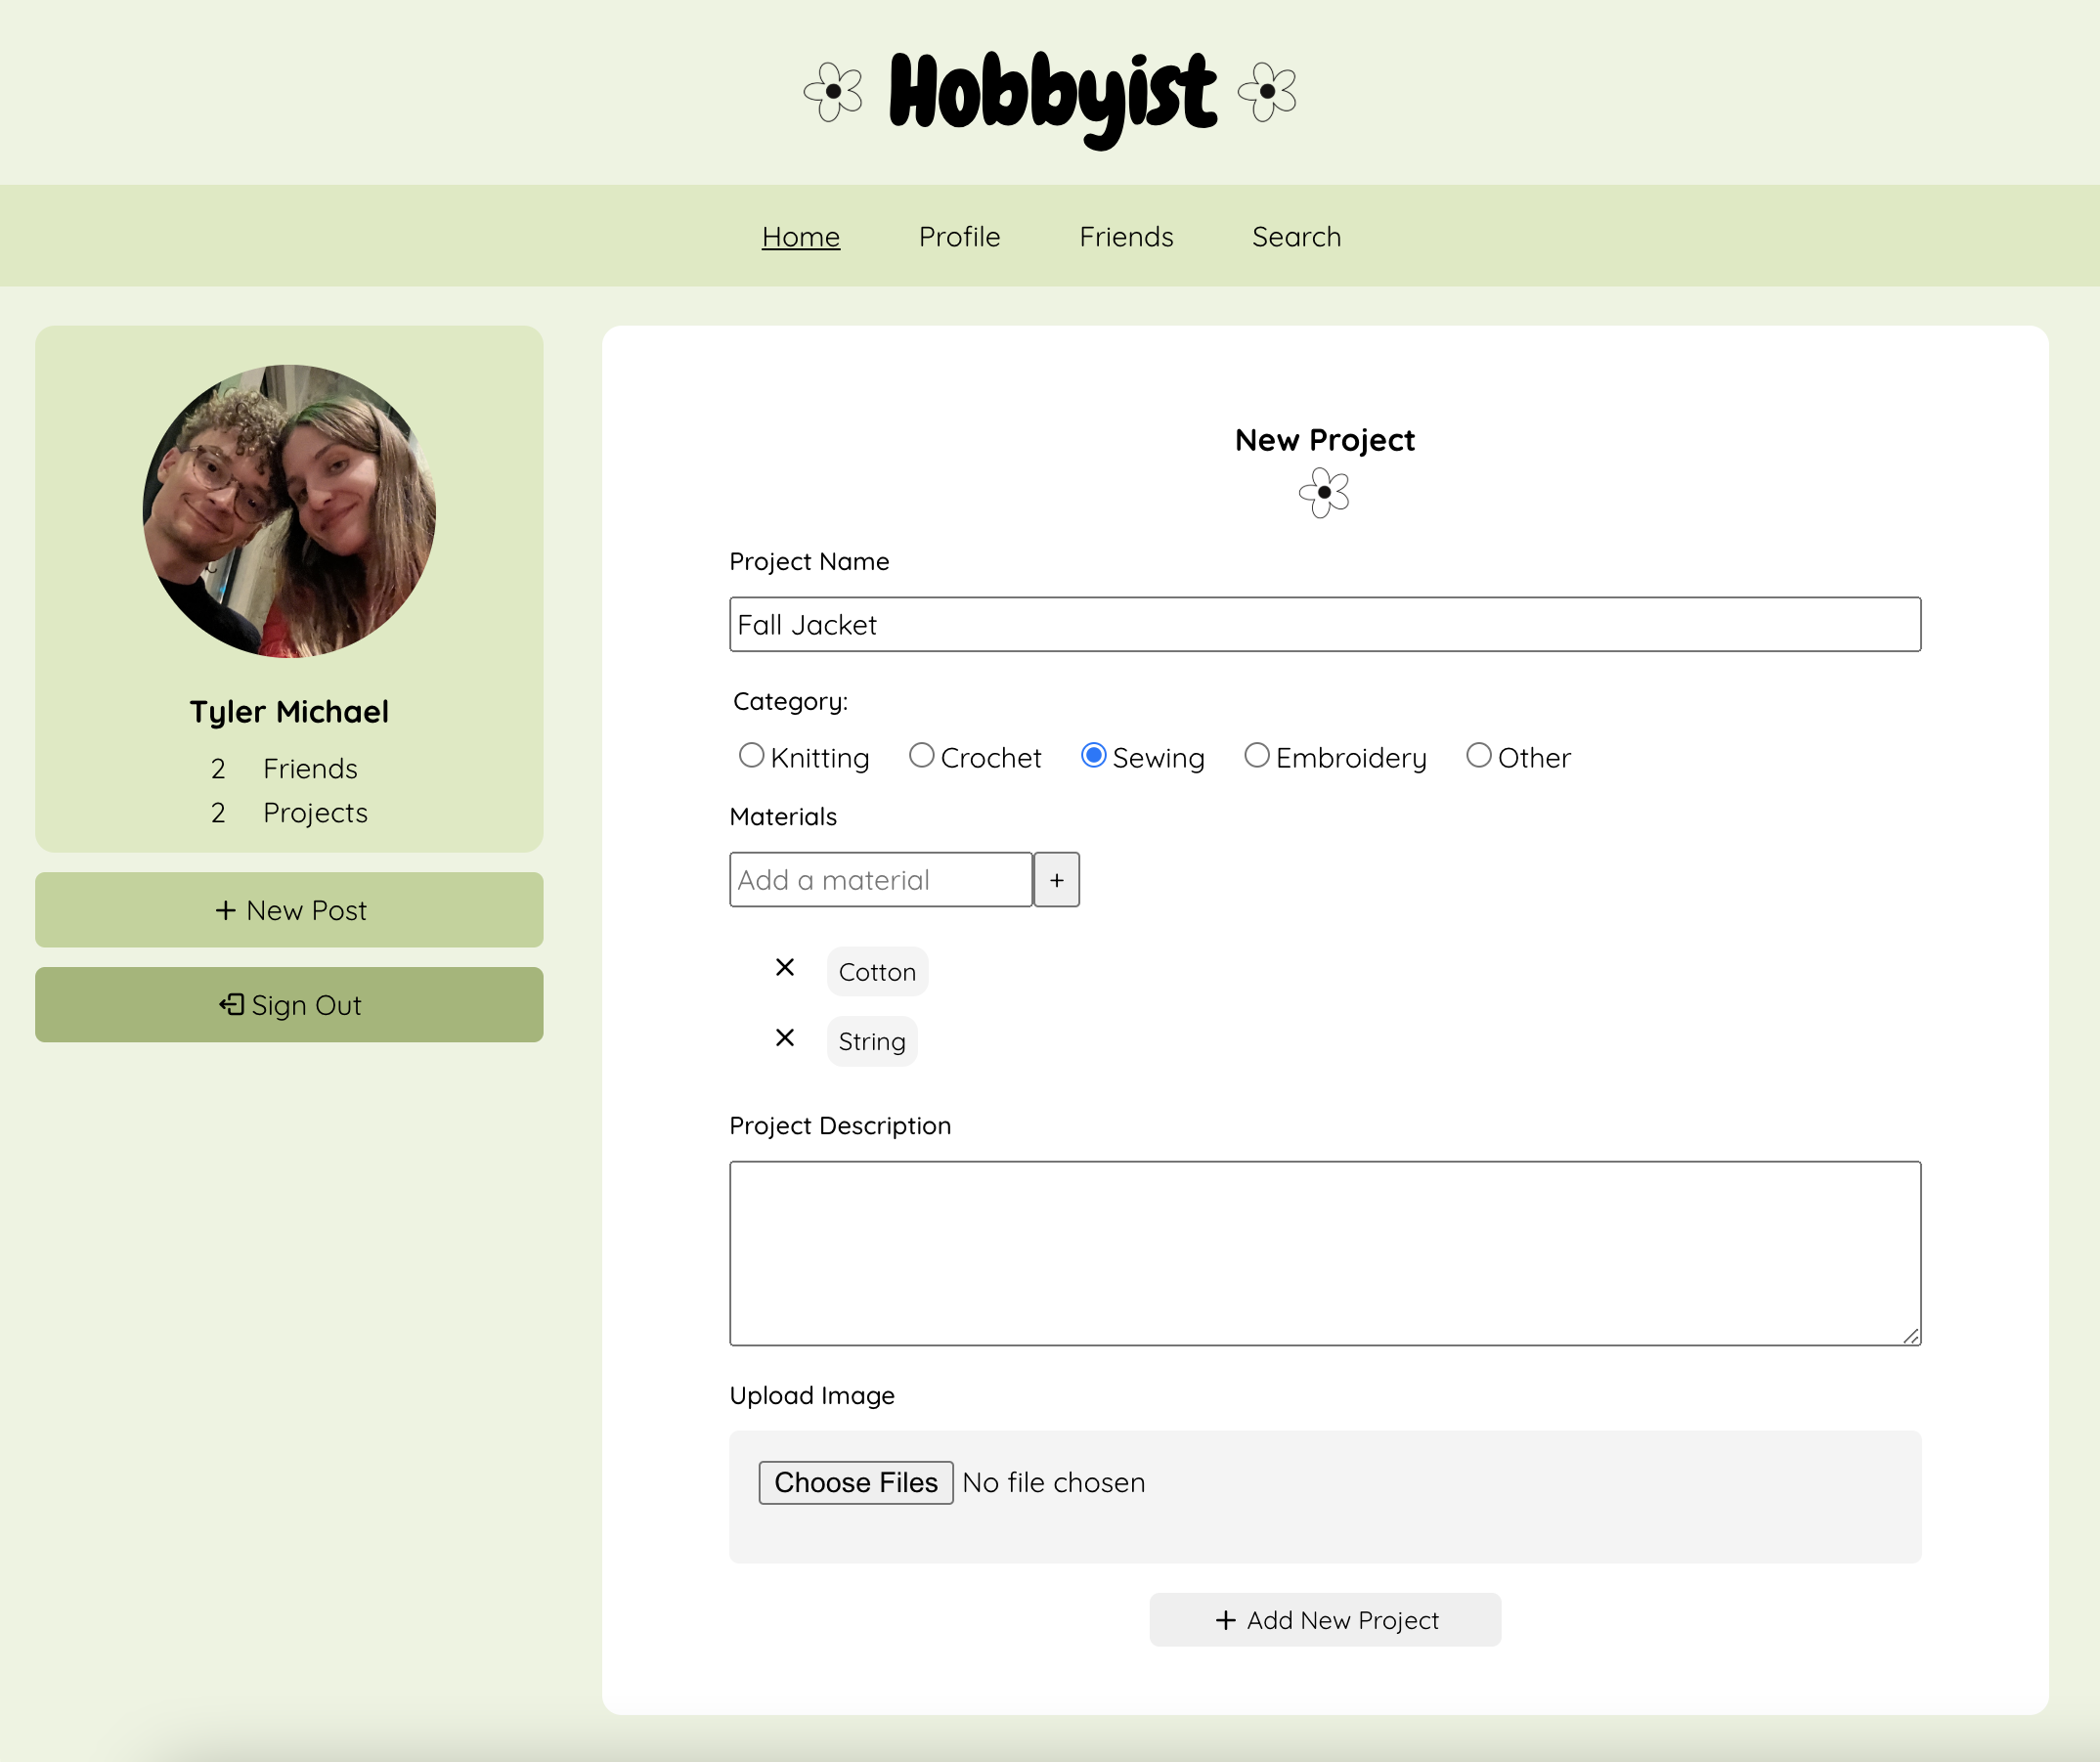 Hobbyist
Home Profile Friends Search
Tyler Michael
2 Friends
2 Projects
+ New Post
Sign Out
New Project
Project Name
Fall Jacket
Category:
Knitting Crochet Sewing Embroidery Other
Materials
Add a material +
× Cotton
× String
Project Description
Upload Image
Choose Files No file chosen
+ Add New Project